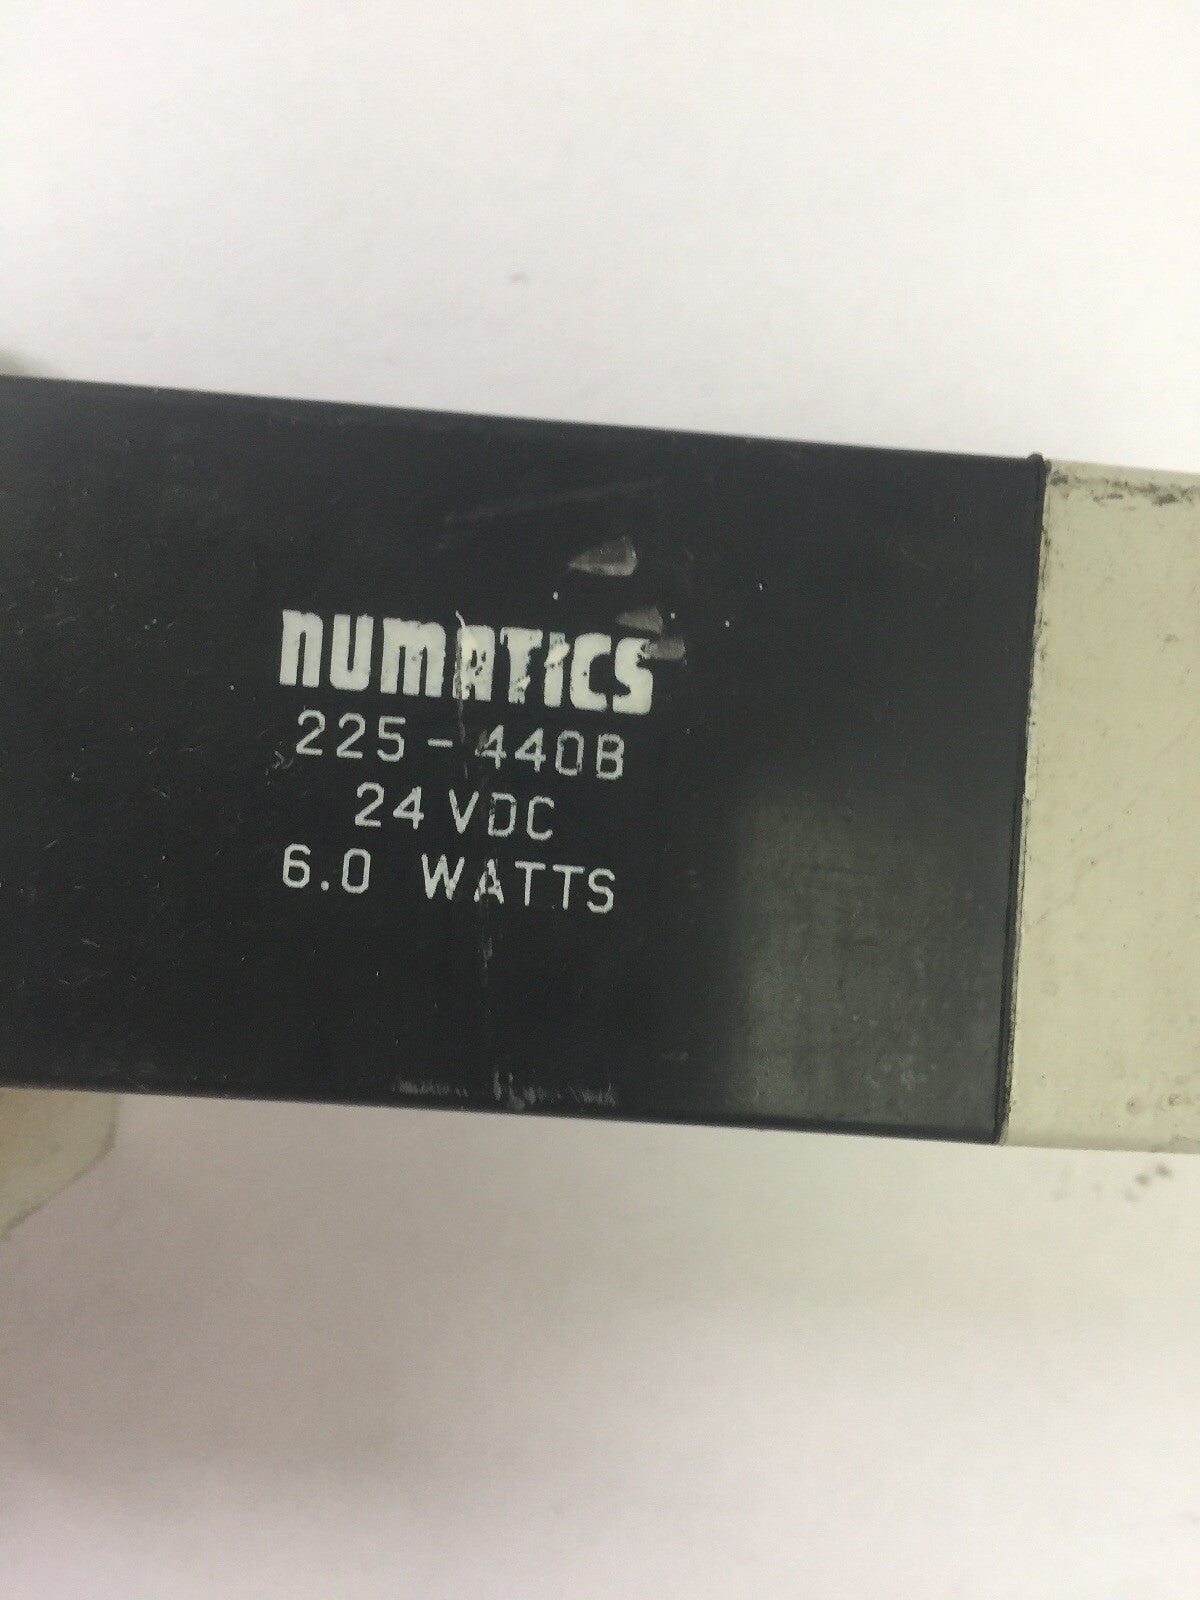 numatics
225-440B
24 VDC
6.0 WATTS